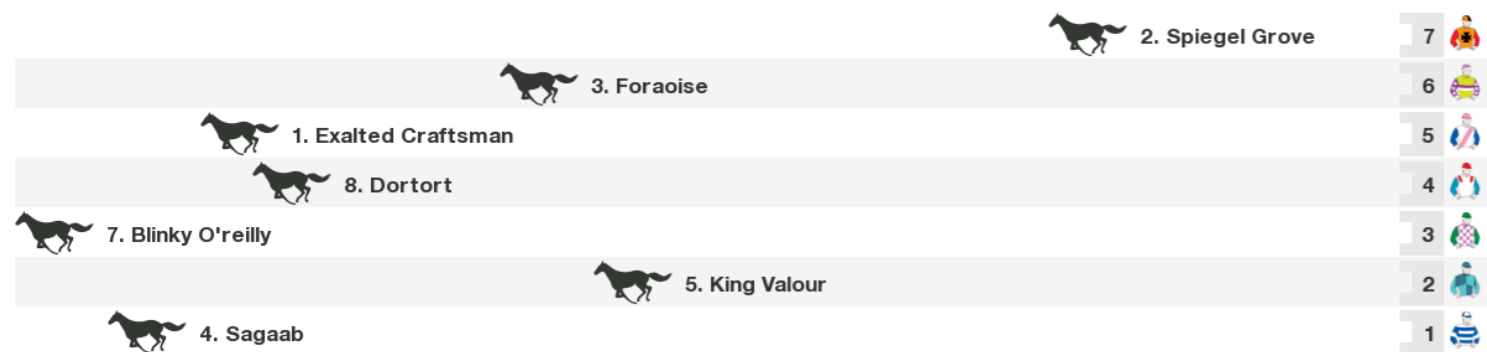 2. Spiegel Grove 7
3. Foraoise 6
1. Exalted Craftsman 5
8. Dortort 4
7. Blinky O'reilly 3
5. King Valour 2
4. Sagaab 1